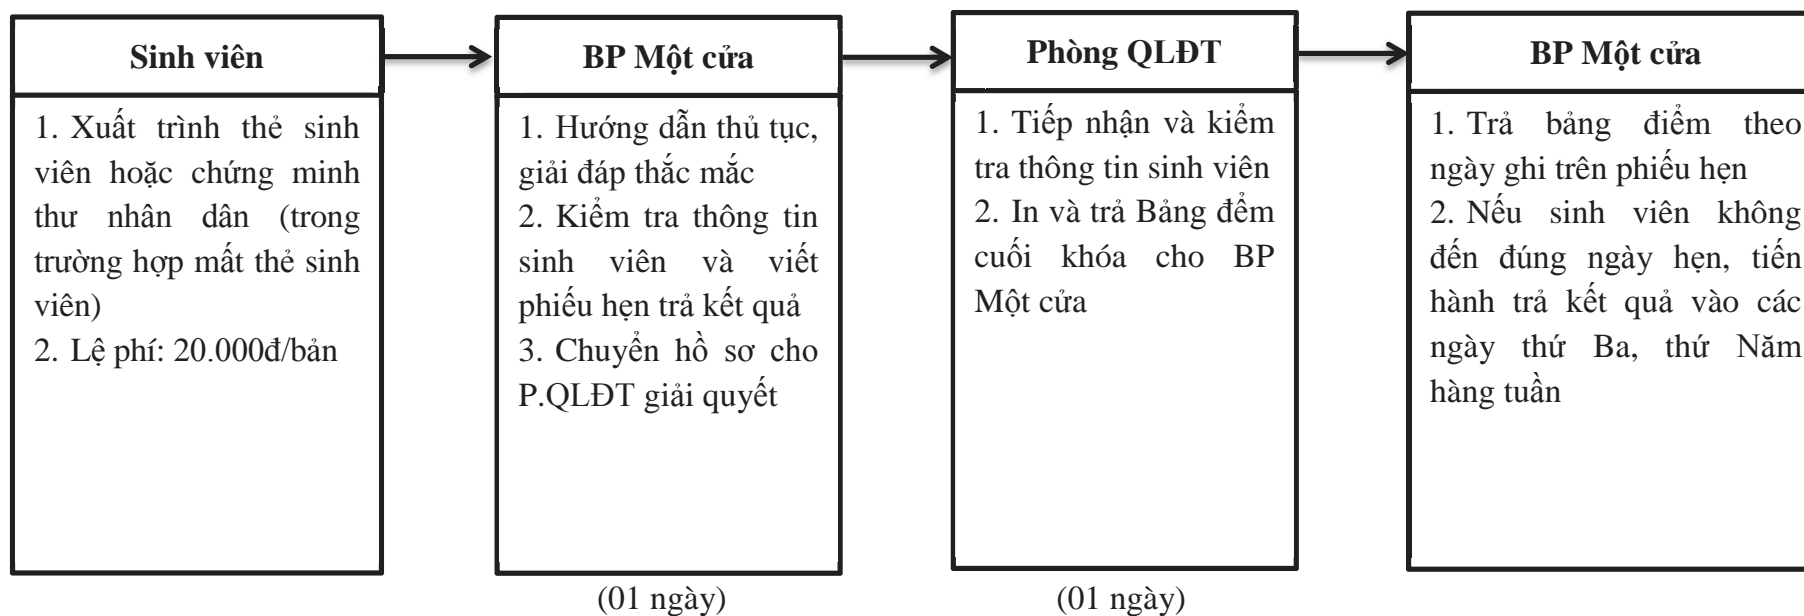 Sinh viên
1. Xuất trình thẻ sinh
viên hoặc chứng minh
thư nhân dân (trong
trường hợp mất thẻ sinh
viên)
2. Lệ phí: 20.000đ/bản
BP Một cửa
1. Hướng dẫn thủ tục,
giải đáp thắc mắc
2. Kiểm tra thông tin
sinh viên và viết
phiếu hẹn trả kết quả
3. Chuyển hồ sơ cho
P.QLĐT giải quyết
(01 ngày)
Phòng QLĐT
1. Tiếp nhận và kiểm
tra thông tin sinh viên
2. In và trả Bảng đểm
cuối khóa cho BP
Một cửa
(01 ngày)
BP Một cửa
1. Trả bảng điểm theo
ngày ghi trên phiếu hẹn
2. Nếu sinh viên không
đến đúng ngày hẹn, tiến
hành trả kết quả vào các
ngày thứ Ba, thứ Năm
hàng tuần